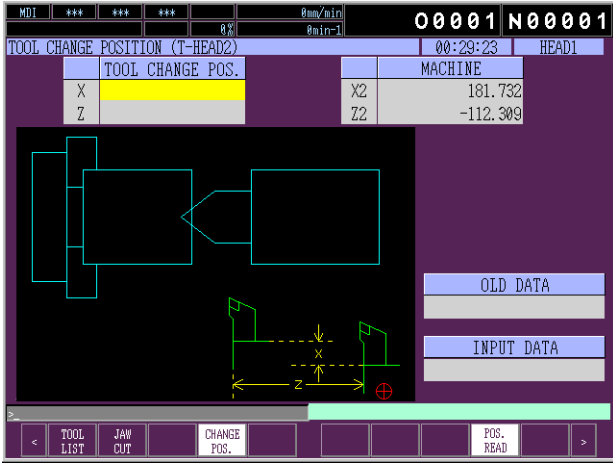 MDI *** *** *** 0mm/min O0001 N00001
0% 0min-1
TOOL CHANGE POSITION (T-HEAD2) 00:29:23 HEAD1
TOOL CHANGE POS. MACHINE
X X2 181.732
Z Z2 -112.309
OLD DATA
INPUT DATA
X
Z
>_
< TOOL LIST JAW CUT CHANGE POS. POS. READ >